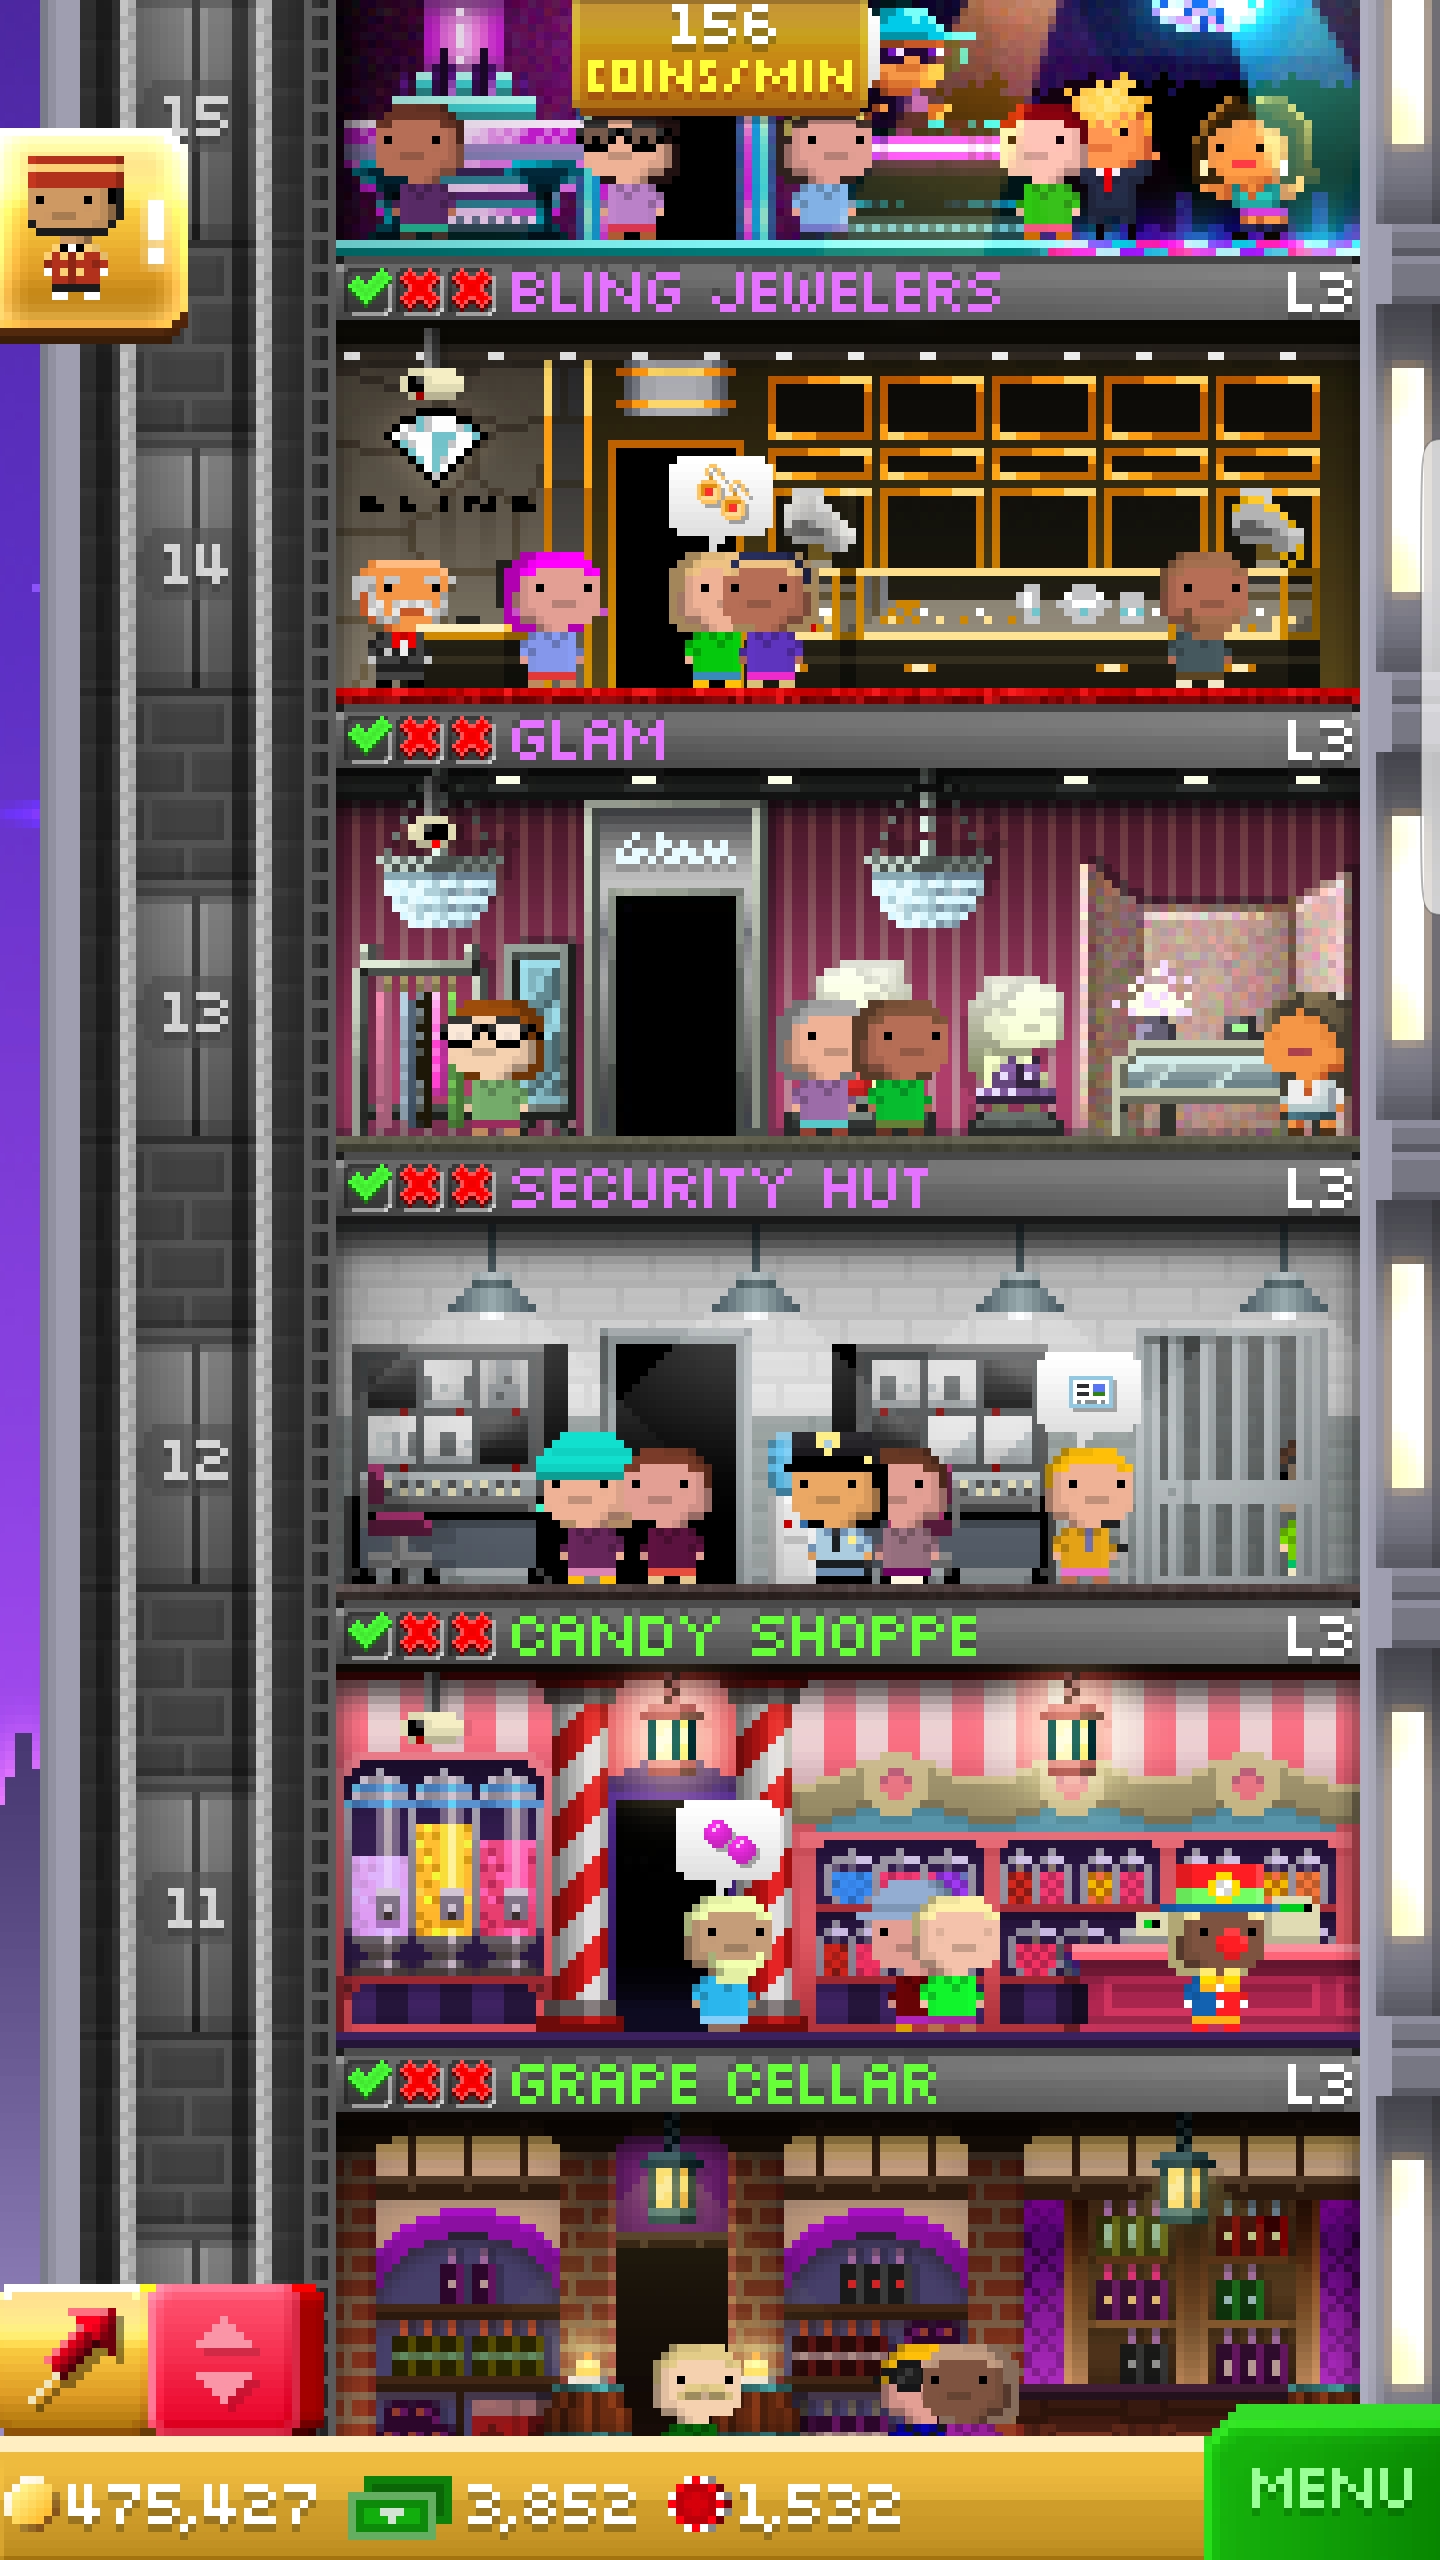 156
COINS/MIN
15
BLING JEWELERS L3
BLING
14
GLAM L3
Glam
13
SECURITY HUT L3
12
CANDY SHOPPE L3
11
GRAPE CELLAR L3
475,427 3,852 1,532
MENU